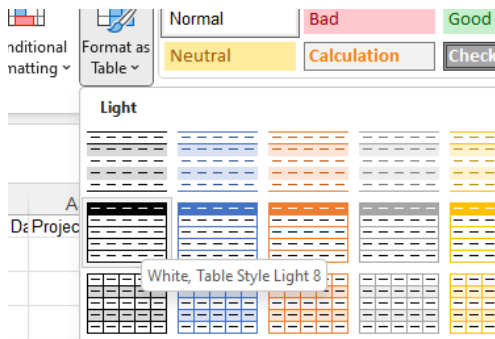 Normal
Bad
Good
nditional
matting
Format as
Table
Neutral
Calculation
Check
Light
A
Da
Projec
White, Table Style Light 8